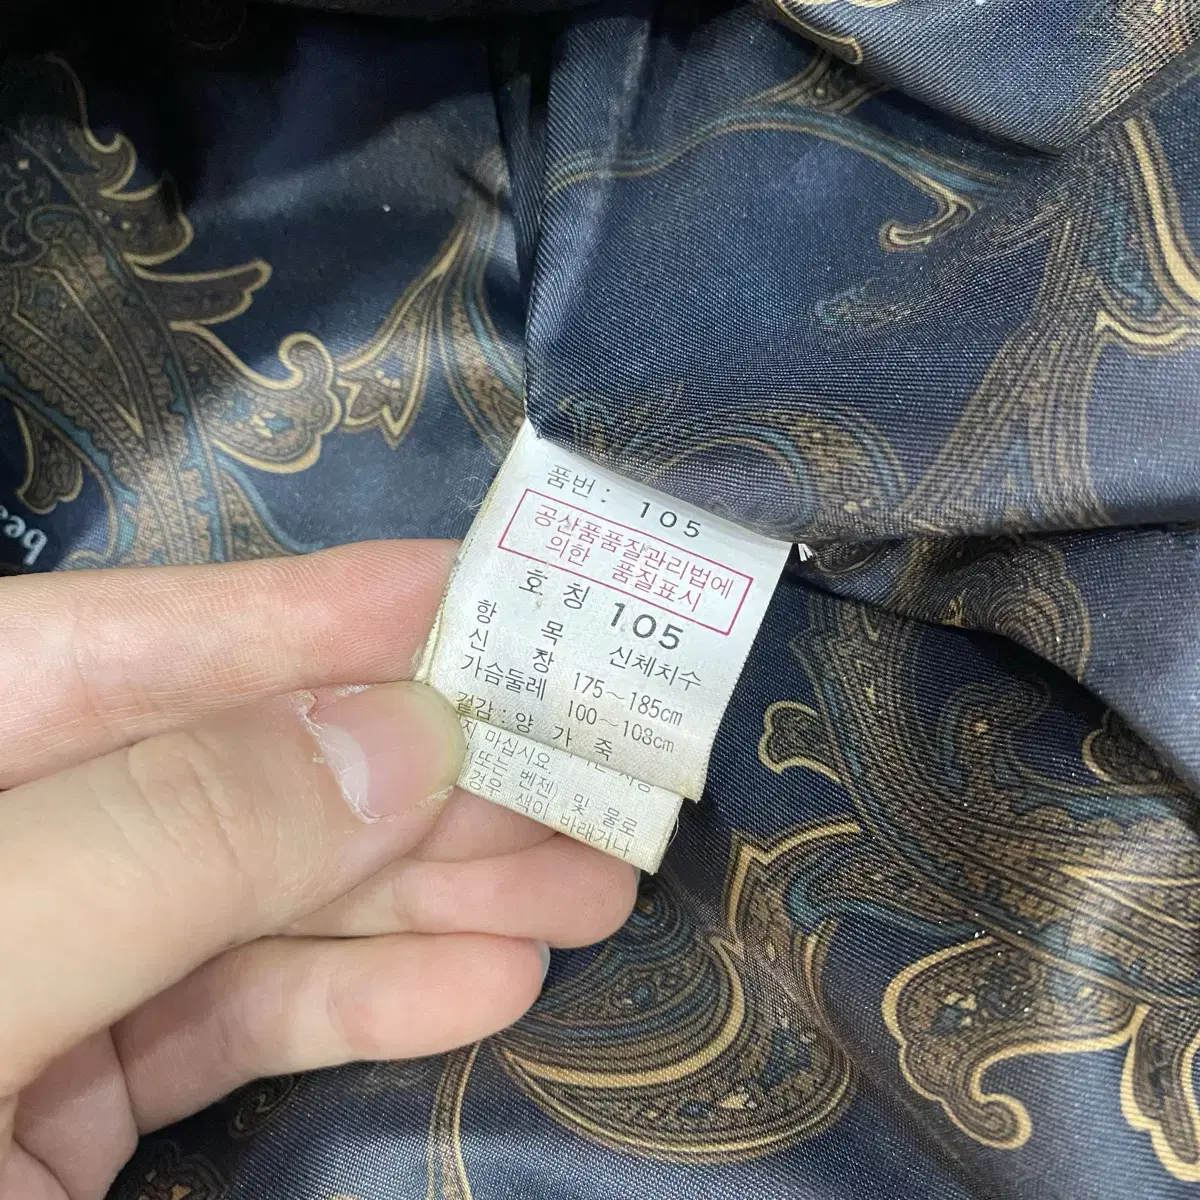 품번 : 105
공산품품질관리법에
의한 품질표시
호칭 105
항 목 신체치수
신 장 175~185cm
가슴둘레 100~108cm
겉감 : 양 가 죽
지 마십시요.
또는 벤젠, 및 물로
경우 색이 바래거나
be